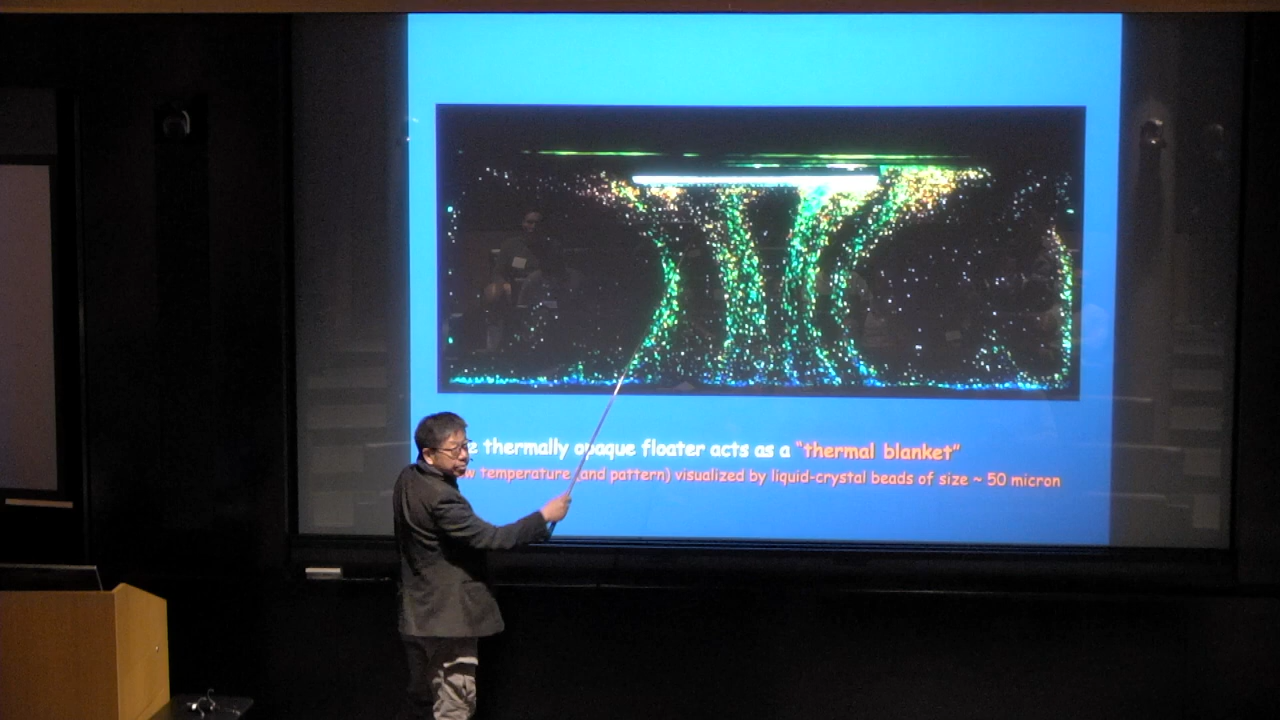 e thermally opaque floater acts as a “thermal blanket”
w temperature (and pattern) visualized by liquid-crystal beads of size ~ 50 micron